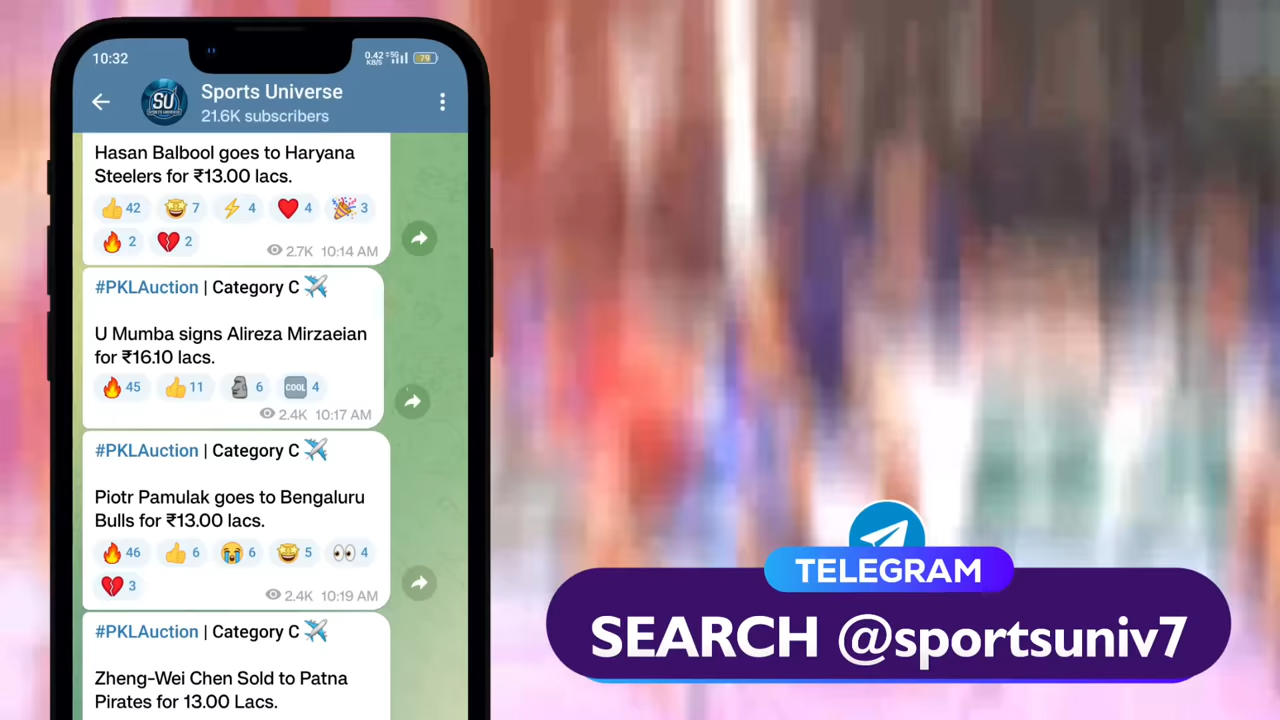 10:32
0.42 KB/S 5G 79
SU
SPORTS UNIVERSE
Sports Universe
21.6K subscribers
Hasan Balbool goes to Haryana
Steelers for ₹13.00 lacs.
👍 42 🤩 7 ⚡ 4 ❤️ 4 🎉 3
🔥 2 💔 2 2.7K 10:14 AM
#PKLAuction | Category C ✈️
U Mumba signs Alireza Mirzaeian
for ₹16.10 lacs.
🔥 45 👍 11 🗿 6 🆒 4
2.4K 10:17 AM
#PKLAuction | Category C ✈️
Piotr Pamulak goes to Bengaluru
Bulls for ₹13.00 lacs.
🔥 46 👍 6 😭 6 🤩 5 👀 4
💔 3 2.4K 10:19 AM
#PKLAuction | Category C ✈️
Zheng-Wei Chen Sold to Patna
Pirates for 13.00 Lacs.
TELEGRAM
SEARCH @sportsuniv7